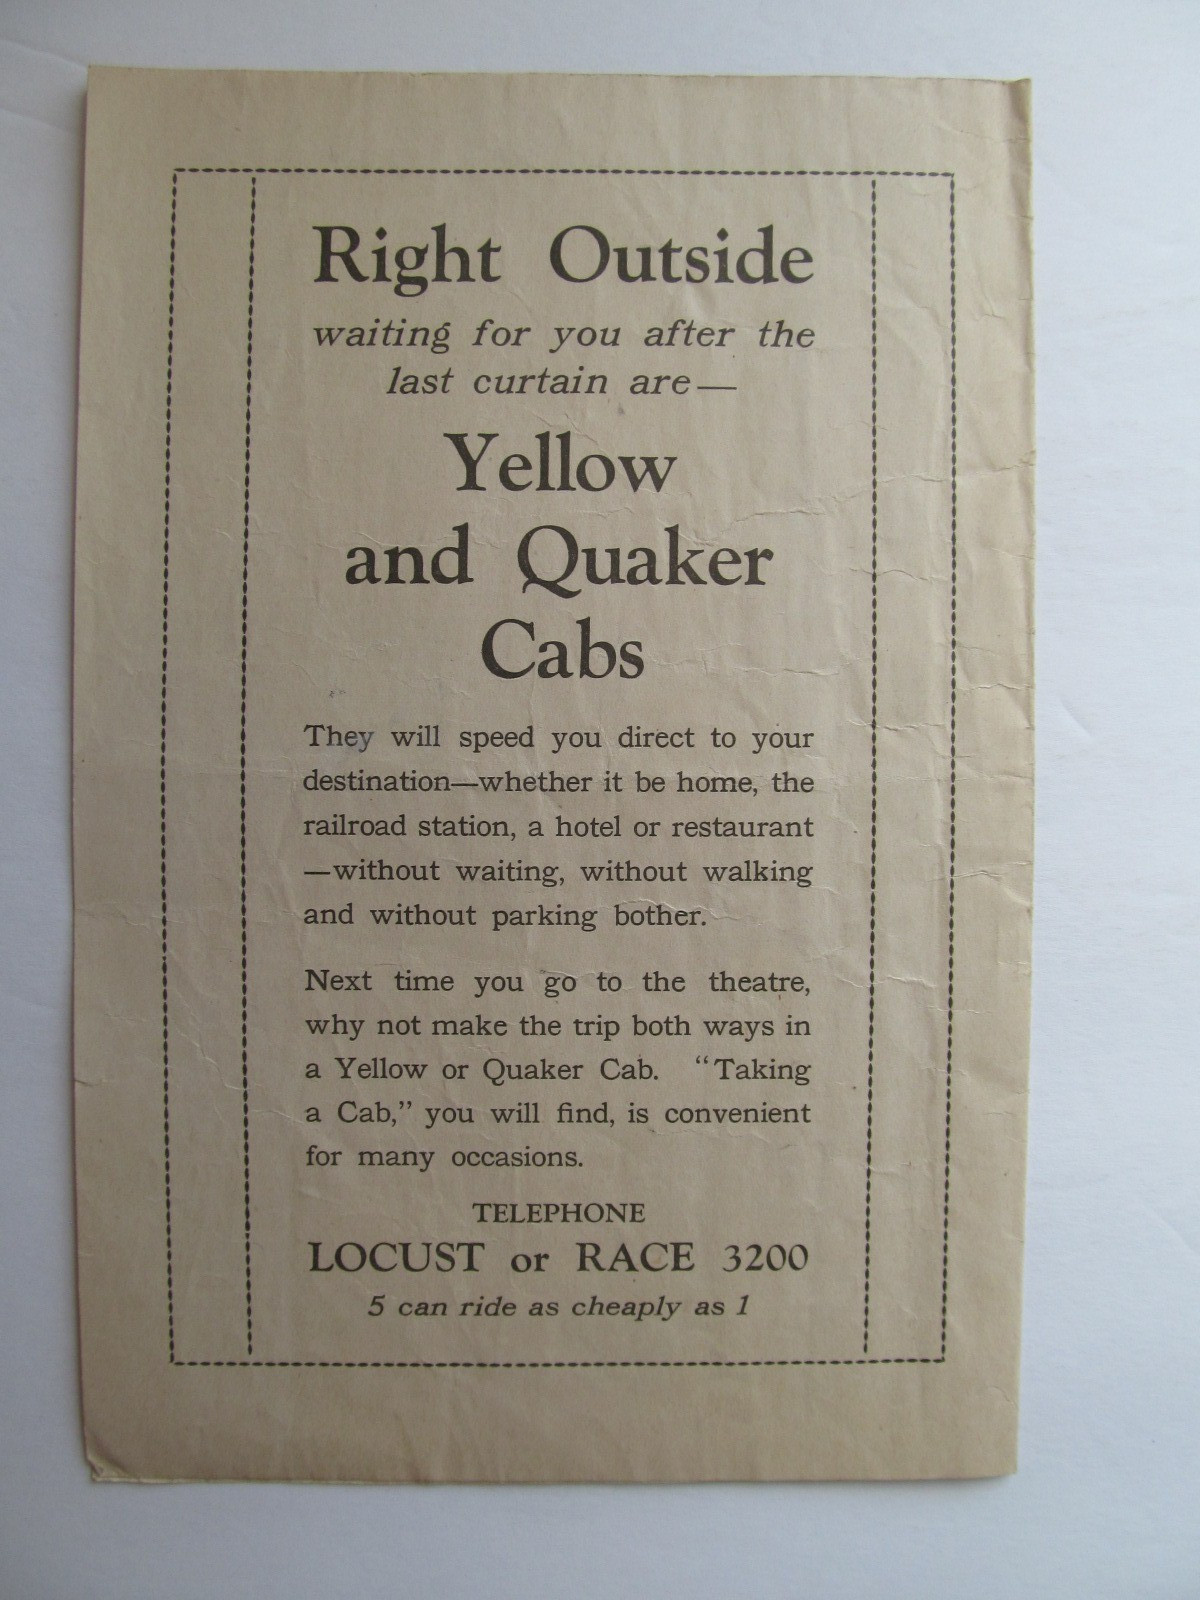 Right Outside
waiting for you after the
last curtain are—
Yellow
and Quaker
Cabs
They will speed you direct to your
destination—whether it be home, the
railroad station, a hotel or restaurant
—without waiting, without walking
and without parking bother.
Next time you go to the theatre,
why not make the trip both ways in
a Yellow or Quaker Cab. “Taking
a Cab,” you will find, is convenient
for many occasions.
TELEPHONE
LOCUST or RACE 3200
5 can ride as cheaply as 1